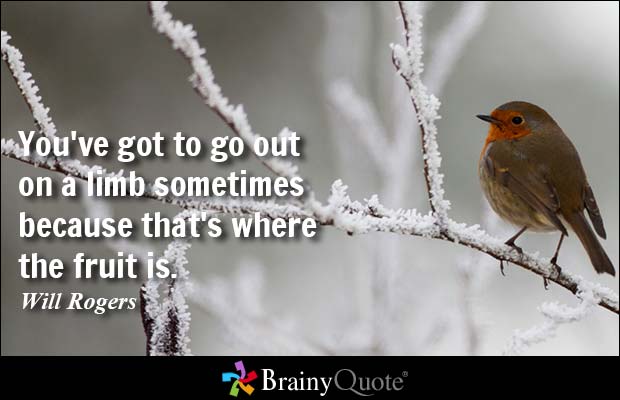 You've got to go out
on a limb sometimes
because that's where
the fruit is.
Will Rogers
BrainyQuote®